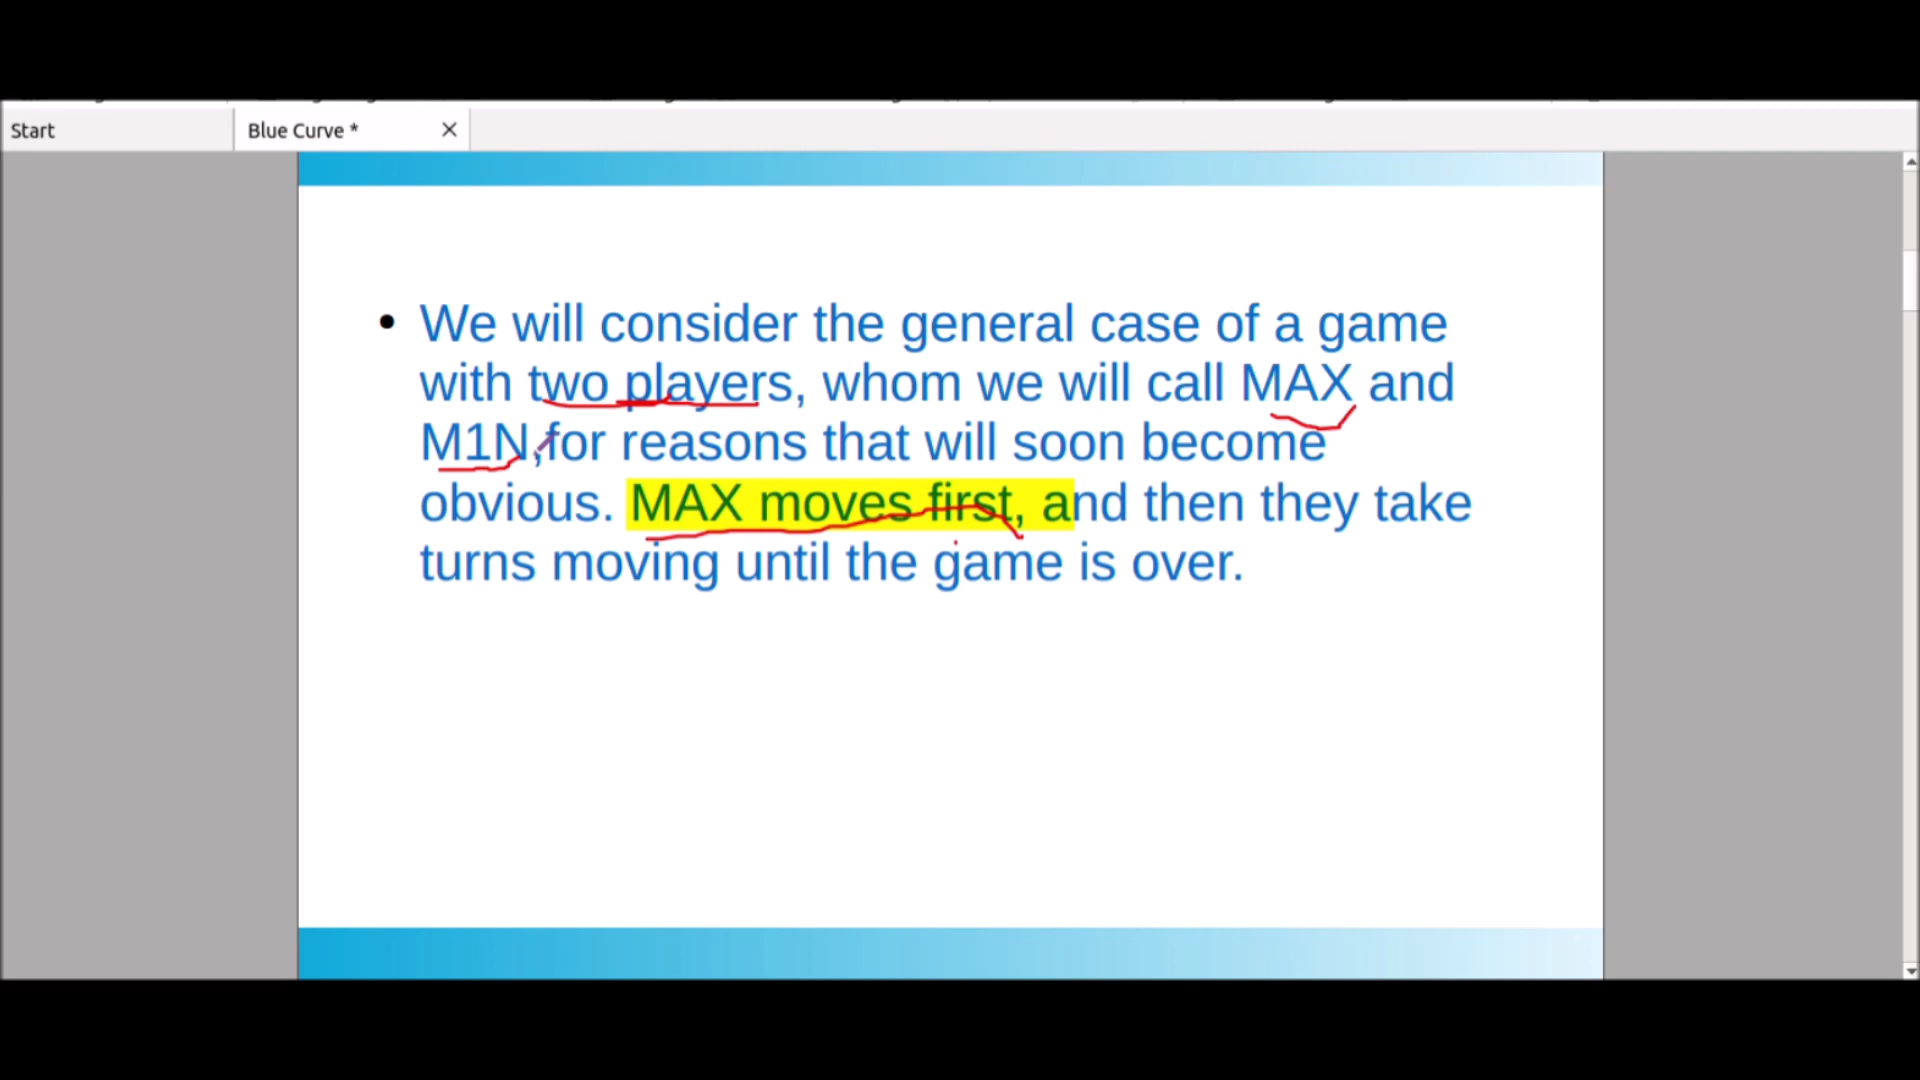 Start
Blue Curve *
• We will consider the general case of a game
with two players, whom we will call MAX and
M1N,for reasons that will soon become
obvious. MAX moves first, and then they take
turns moving until the game is over.